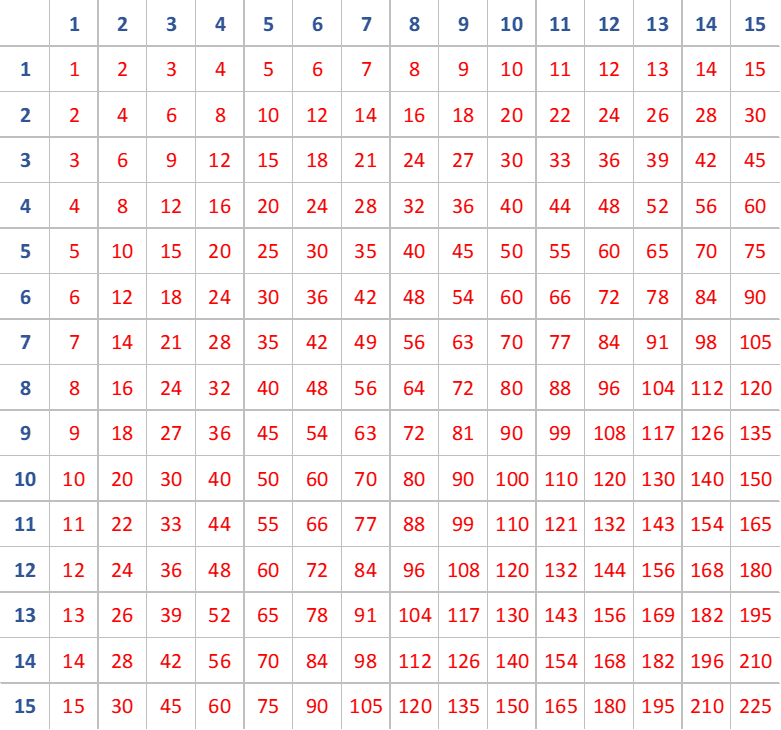 1 2 3 4 5 6 7 8 9 10 11 12 13 14 15
1 1 2 3 4 5 6 7 8 9 10 11 12 13 14 15
2 2 4 6 8 10 12 14 16 18 20 22 24 26 28 30
3 3 6 9 12 15 18 21 24 27 30 33 36 39 42 45
4 4 8 12 16 20 24 28 32 36 40 44 48 52 56 60
5 5 10 15 20 25 30 35 40 45 50 55 60 65 70 75
6 6 12 18 24 30 36 42 48 54 60 66 72 78 84 90
7 7 14 21 28 35 42 49 56 63 70 77 84 91 98 105
8 8 16 24 32 40 48 56 64 72 80 88 96 104 112 120
9 9 18 27 36 45 54 63 72 81 90 99 108 117 126 135
10 10 20 30 40 50 60 70 80 90 100 110 120 130 140 150
11 11 22 33 44 55 66 77 88 99 110 121 132 143 154 165
12 12 24 36 48 60 72 84 96 108 120 132 144 156 168 180
13 13 26 39 52 65 78 91 104 117 130 143 156 169 182 195
14 14 28 42 56 70 84 98 112 126 140 154 168 182 196 210
15 15 30 45 60 75 90 105 120 135 150 165 180 195 210 225